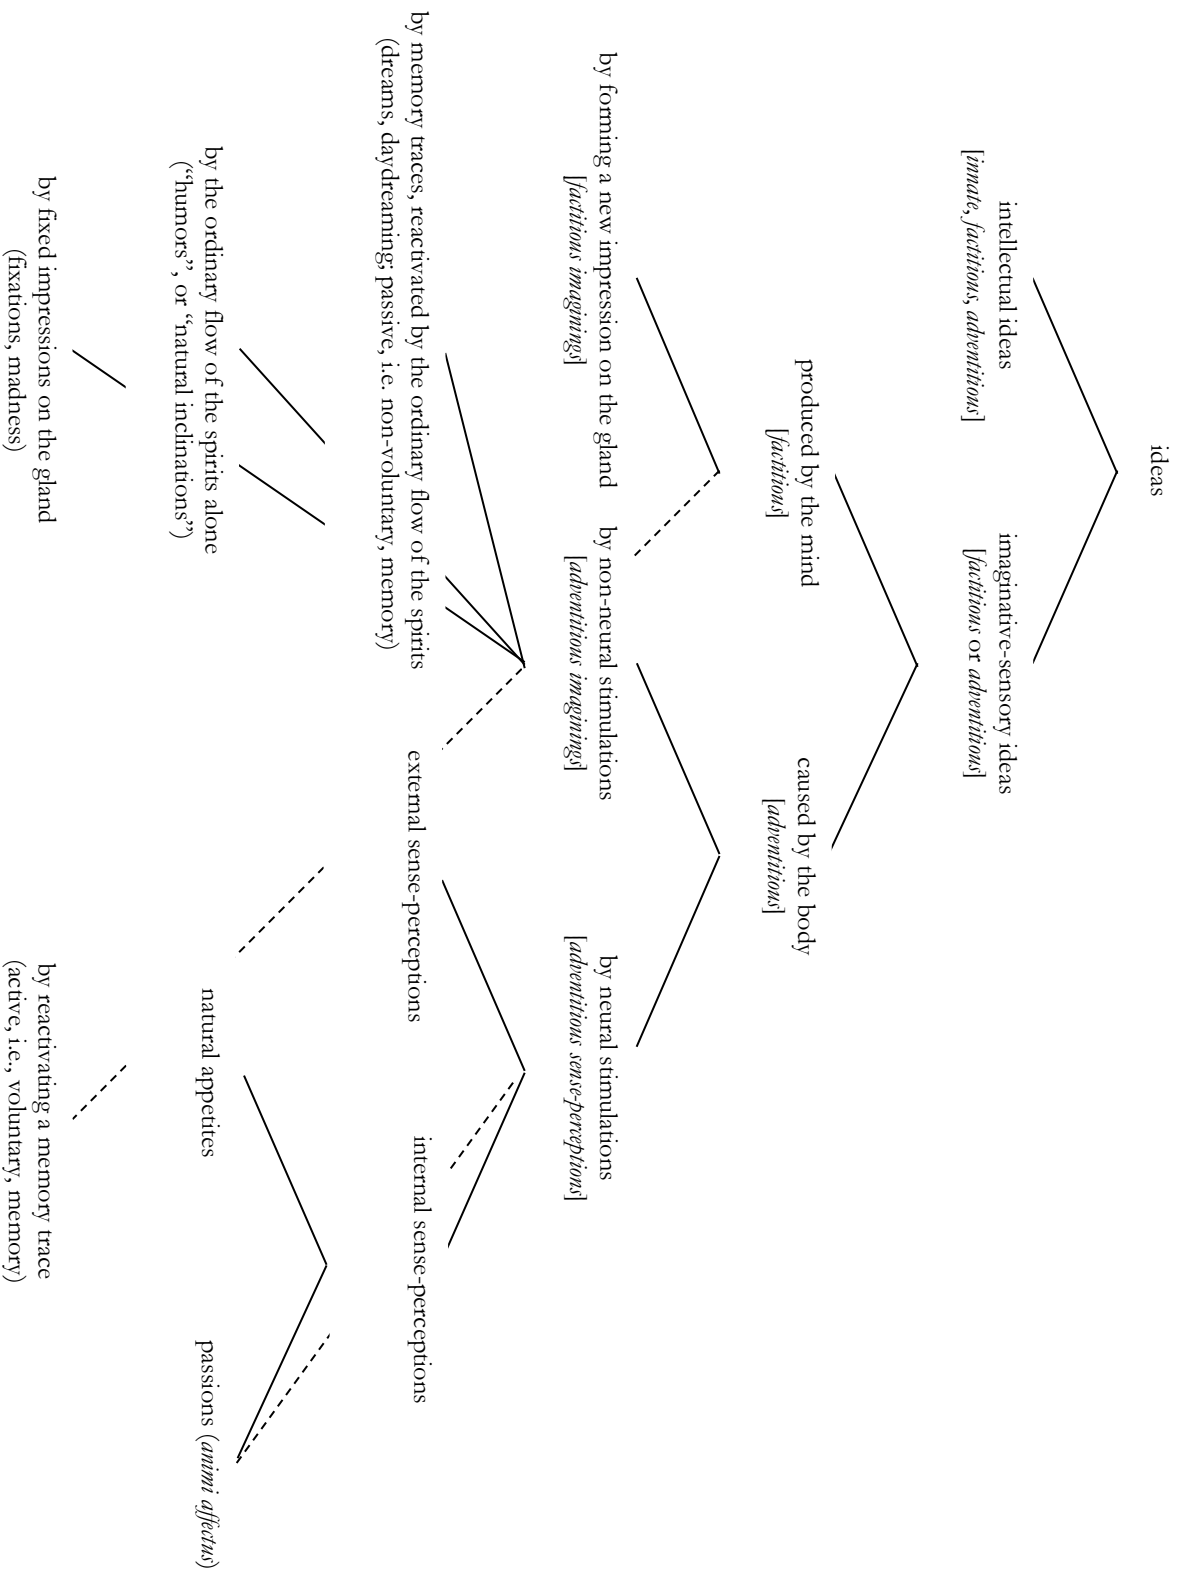 ideas
intellectual ideas
[innate, factitious, adventitious]
imaginative-sensory ideas
[factitious or adventitious]
produced by the mind
[factitious]
caused by the body
[adventitious]
by forming a new impression on the gland
[factitious imaginings]
by non-neural stimulations
[adventitious imaginings]
by neural stimulations
[adventitious sense-perceptions]
by memory traces, reactivated by the ordinary flow of the spirits
(dreams, daydreaming; passive, i.e. non-voluntary, memory)
external sense-perceptions
internal sense-perceptions
by the ordinary flow of the spirits alone
(“humors”, or “natural inclinations”)
natural appetites
passions (animi affectus)
by fixed impressions on the gland
(fixations, madness)
by reactivating a memory trace
(active, i.e., voluntary, memory)